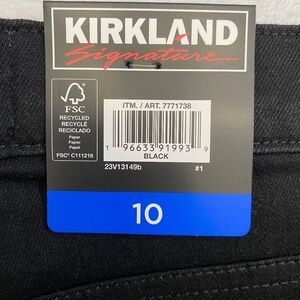 KIRKLAND
Signature
FSC
RECYCLED
RECYCLÉ
RECICLADO
Paper
Papier
Papel
FSC® C111216
ITM. / ART. 7771738
1 96633 91993 9
BLACK
23V13149b
#1
10